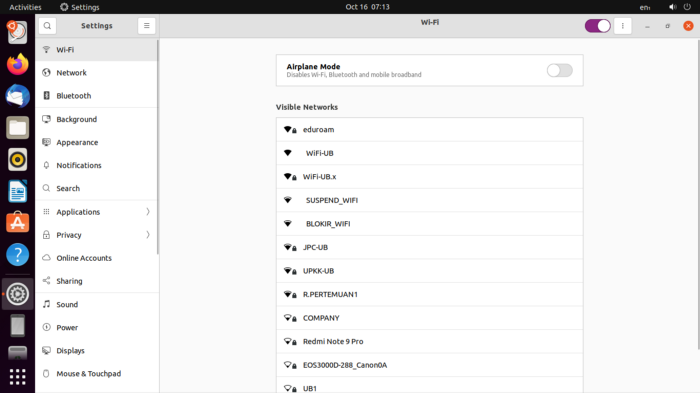 Activities
Settings
Oct 16 07:13
en₁
Settings
Wi-Fi
Wi-Fi
Network
Bluetooth
Background
Appearance
Notifications
Search
Applications
Privacy
Online Accounts
Sharing
Sound
Power
Displays
Mouse & Touchpad
Airplane Mode
Disables Wi-Fi, Bluetooth and mobile broadband
Visible Networks
eduroam
WiFi-UB
WiFi-UB.x
SUSPEND_WIFI
BLOKIR_WIFI
JPC-UB
UPKK-UB
R.PERTEMUAN1
COMPANY
Redmi Note 9 Pro
EOS3000D-288_Canon0A
UB1